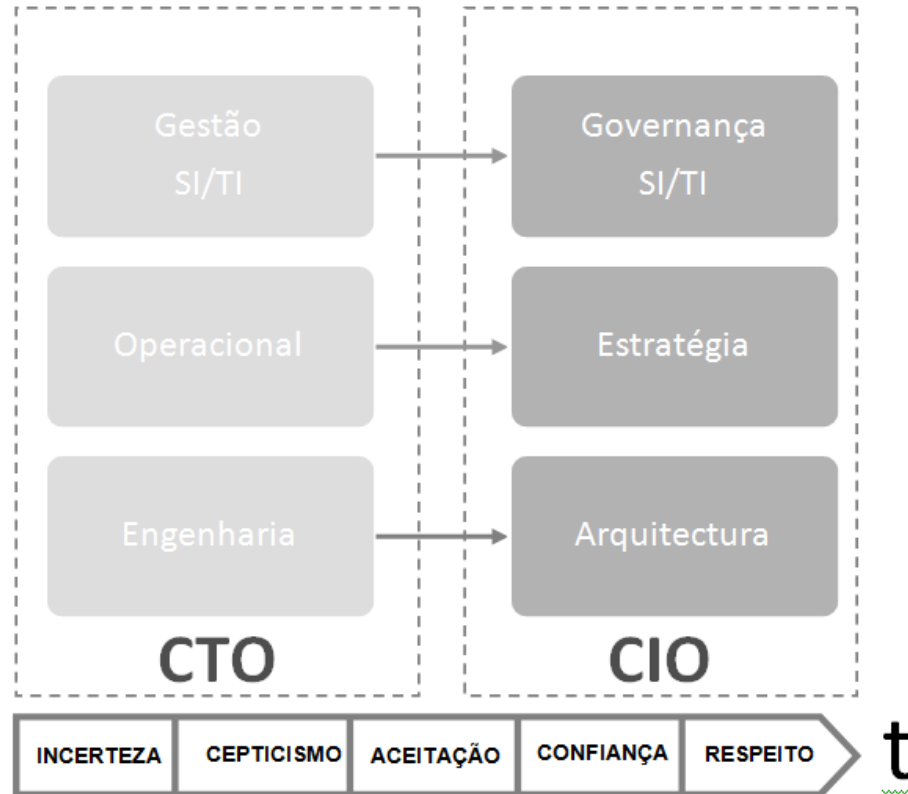 Gestão
SI/TI
Governança
SI/TI
Operacional
Estratégia
Engenharia
Arquitectura
CTO
CIO
INCERTEZA
CEPTICISMO
ACEITAÇÃO
CONFIANÇA
RESPEITO
t